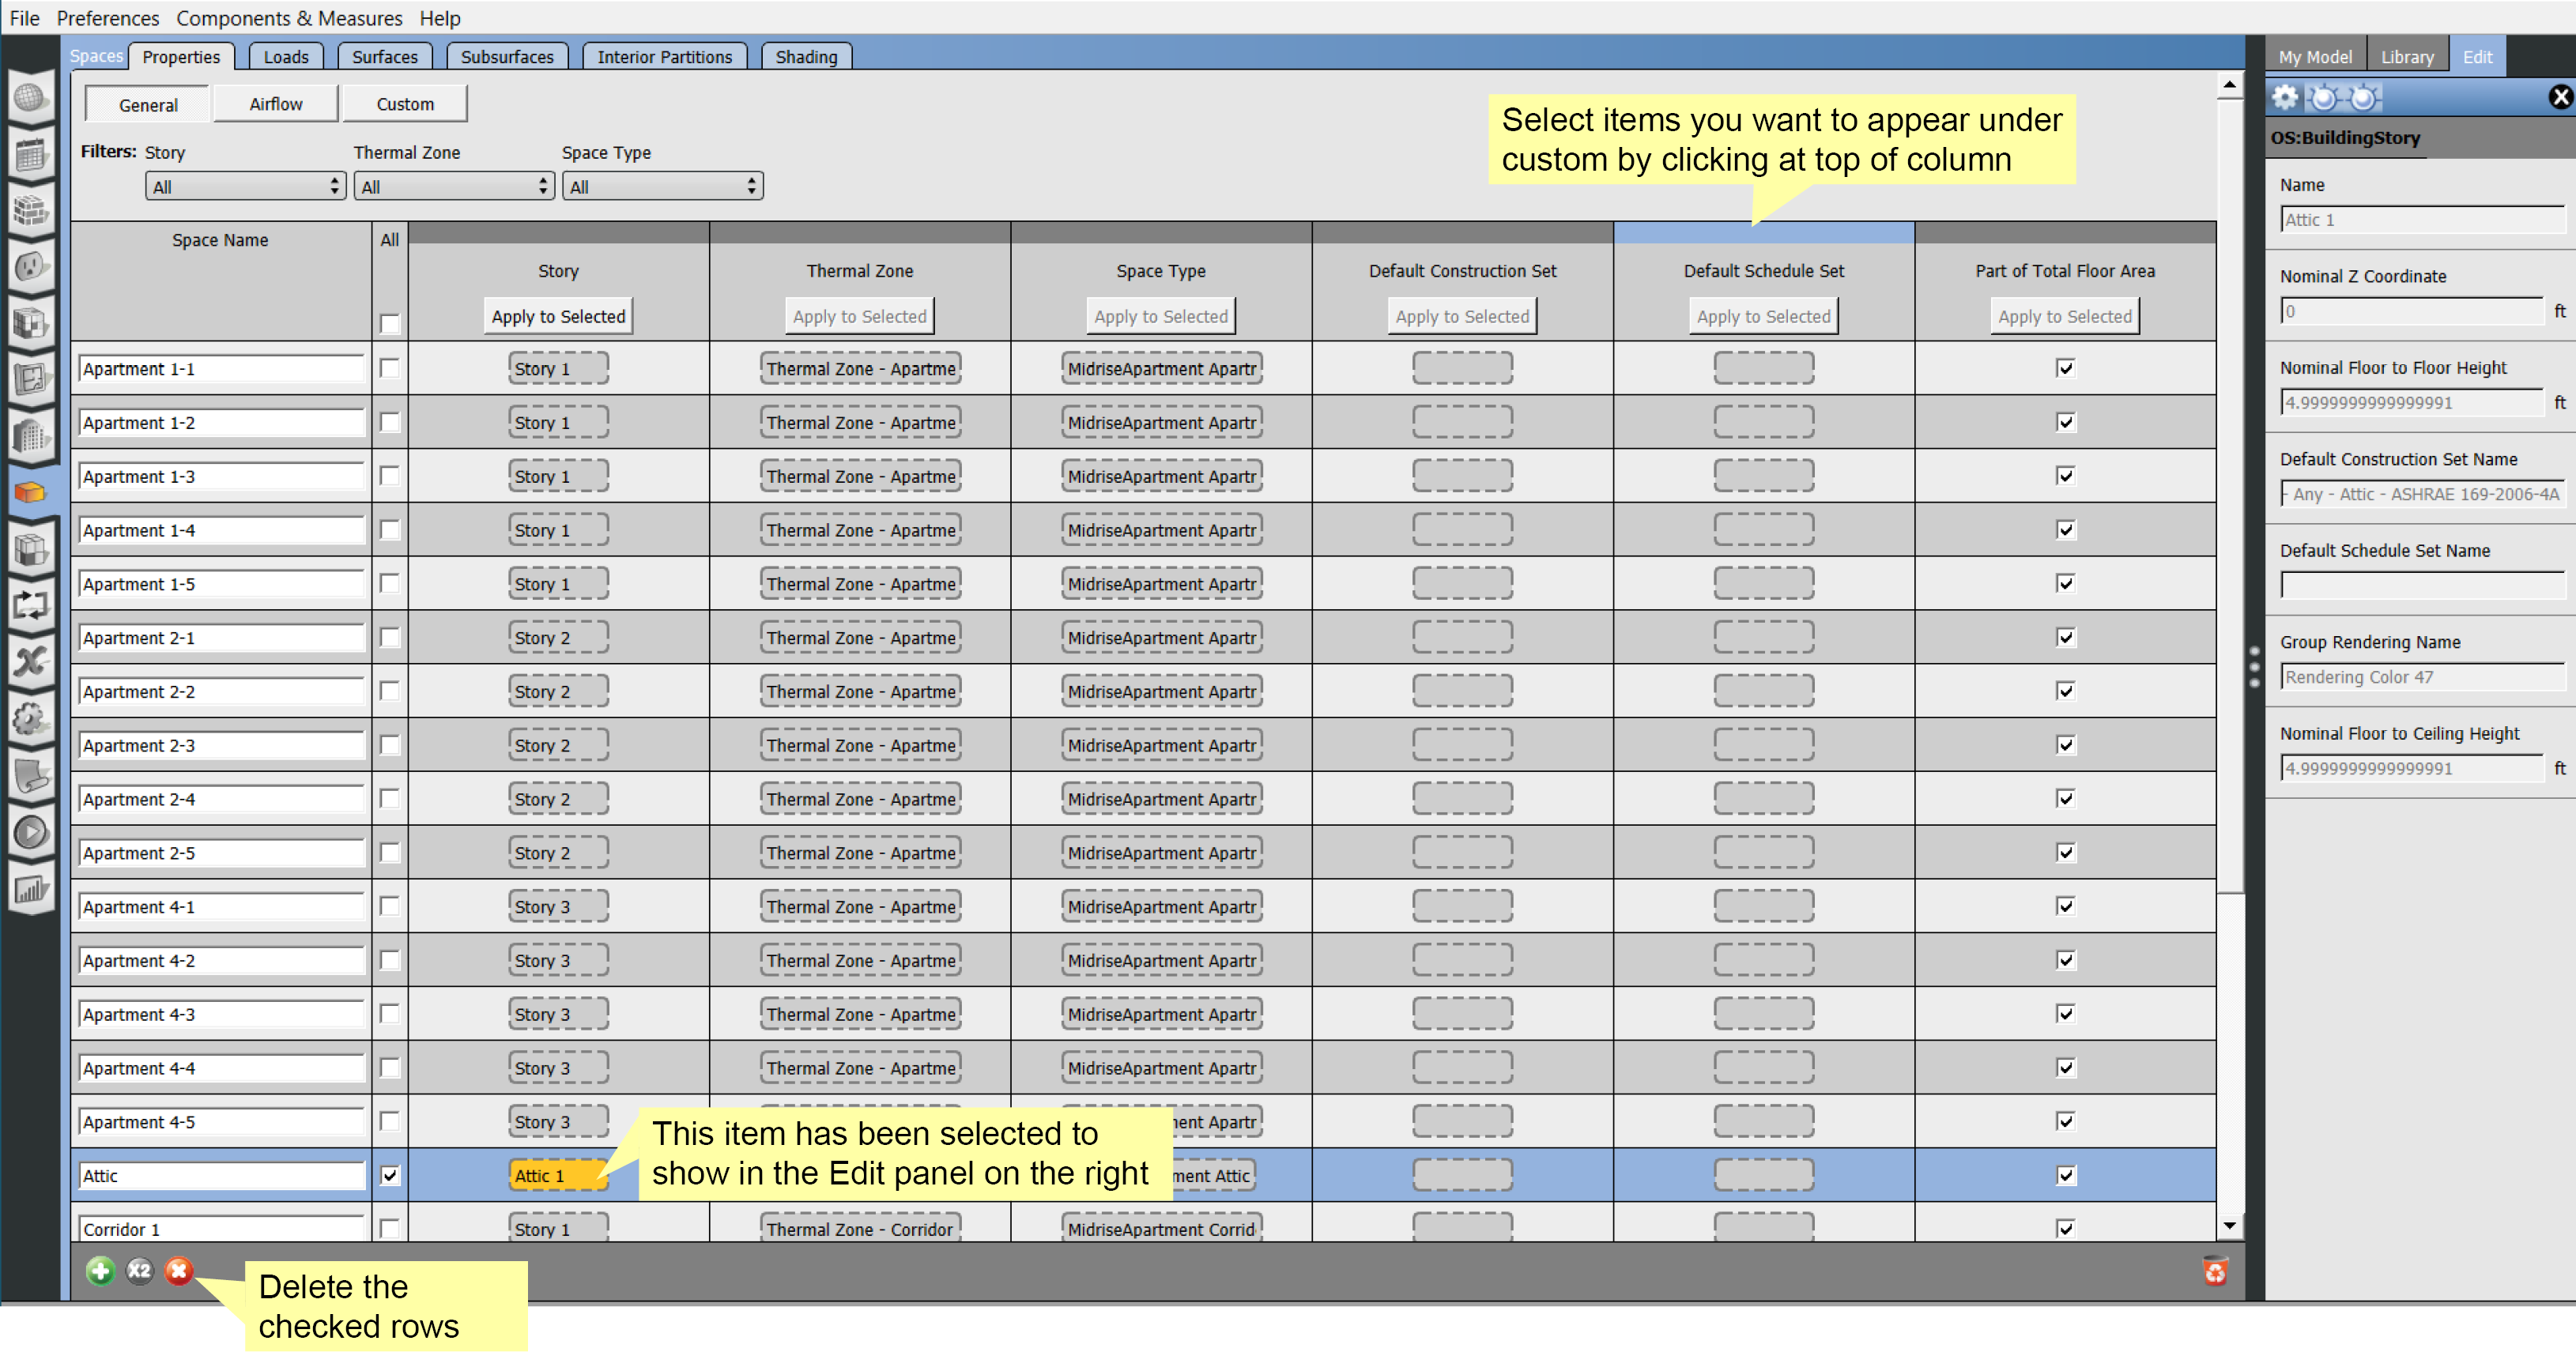 File Preferences Components & Measures Help
Spaces Properties Loads Surfaces Subsurfaces Interior Partitions Shading My Model Library Edit
General Airflow Custom
Select items you want to appear under
custom by clicking at top of column
OS:BuildingStory
Filters: Story Thermal Zone Space Type
All All All
Name
Attic 1
Nominal Z Coordinate
0 ft
Nominal Floor to Floor Height
4.9999999999999991 ft
Default Construction Set Name
- Any - Attic - ASHRAE 169-2006-4A
Default Schedule Set Name
Group Rendering Name
Rendering Color 47
Nominal Floor to Ceiling Height
4.9999999999999991 ft
Space Name All
Story Thermal Zone Space Type Default Construction Set Default Schedule Set Part of Total Floor Area
Apply to Selected Apply to Selected Apply to Selected Apply to Selected Apply to Selected Apply to Selected
Apartment 1-1 Story 1 Thermal Zone - Apartme MidriseApartment Apartr
Apartment 1-2 Story 1 Thermal Zone - Apartme MidriseApartment Apartr
Apartment 1-3 Story 1 Thermal Zone - Apartme MidriseApartment Apartr
Apartment 1-4 Story 1 Thermal Zone - Apartme MidriseApartment Apartr
Apartment 1-5 Story 1 Thermal Zone - Apartme MidriseApartment Apartr
Apartment 2-1 Story 2 Thermal Zone - Apartme MidriseApartment Apartr
Apartment 2-2 Story 2 Thermal Zone - Apartme MidriseApartment Apartr
Apartment 2-3 Story 2 Thermal Zone - Apartme MidriseApartment Apartr
Apartment 2-4 Story 2 Thermal Zone - Apartme MidriseApartment Apartr
Apartment 2-5 Story 2 Thermal Zone - Apartme MidriseApartment Apartr
Apartment 4-1 Story 3 Thermal Zone - Apartme MidriseApartment Apartr
Apartment 4-2 Story 3 Thermal Zone - Apartme MidriseApartment Apartr
Apartment 4-3 Story 3 Thermal Zone - Apartme MidriseApartment Apartr
Apartment 4-4 Story 3 Thermal Zone - Apartme MidriseApartment Apartr
Apartment 4-5 Story 3 nent Apartr
This item has been selected to
show in the Edit panel on the right
Attic Attic 1 ment Attic
Corridor 1 Story 1 Thermal Zone - Corridor MidriseApartment Corrid
X2
Delete the
checked rows